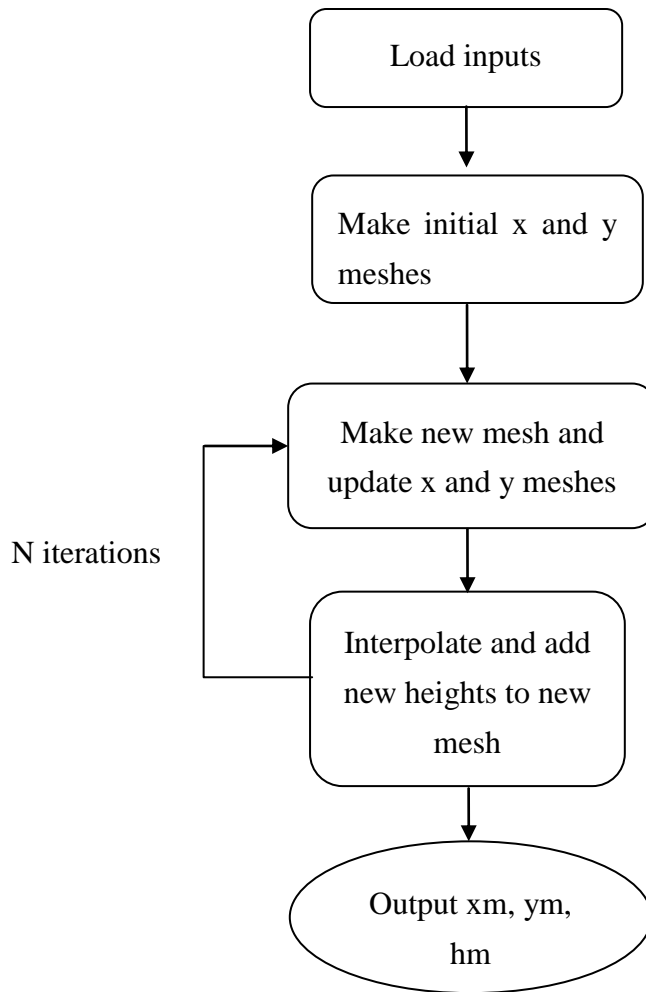 Load inputs
Make initial x and y
meshes
Make new mesh and
update x and y meshes
N iterations
Interpolate and add
new heights to new
mesh
Output xm, ym,
hm